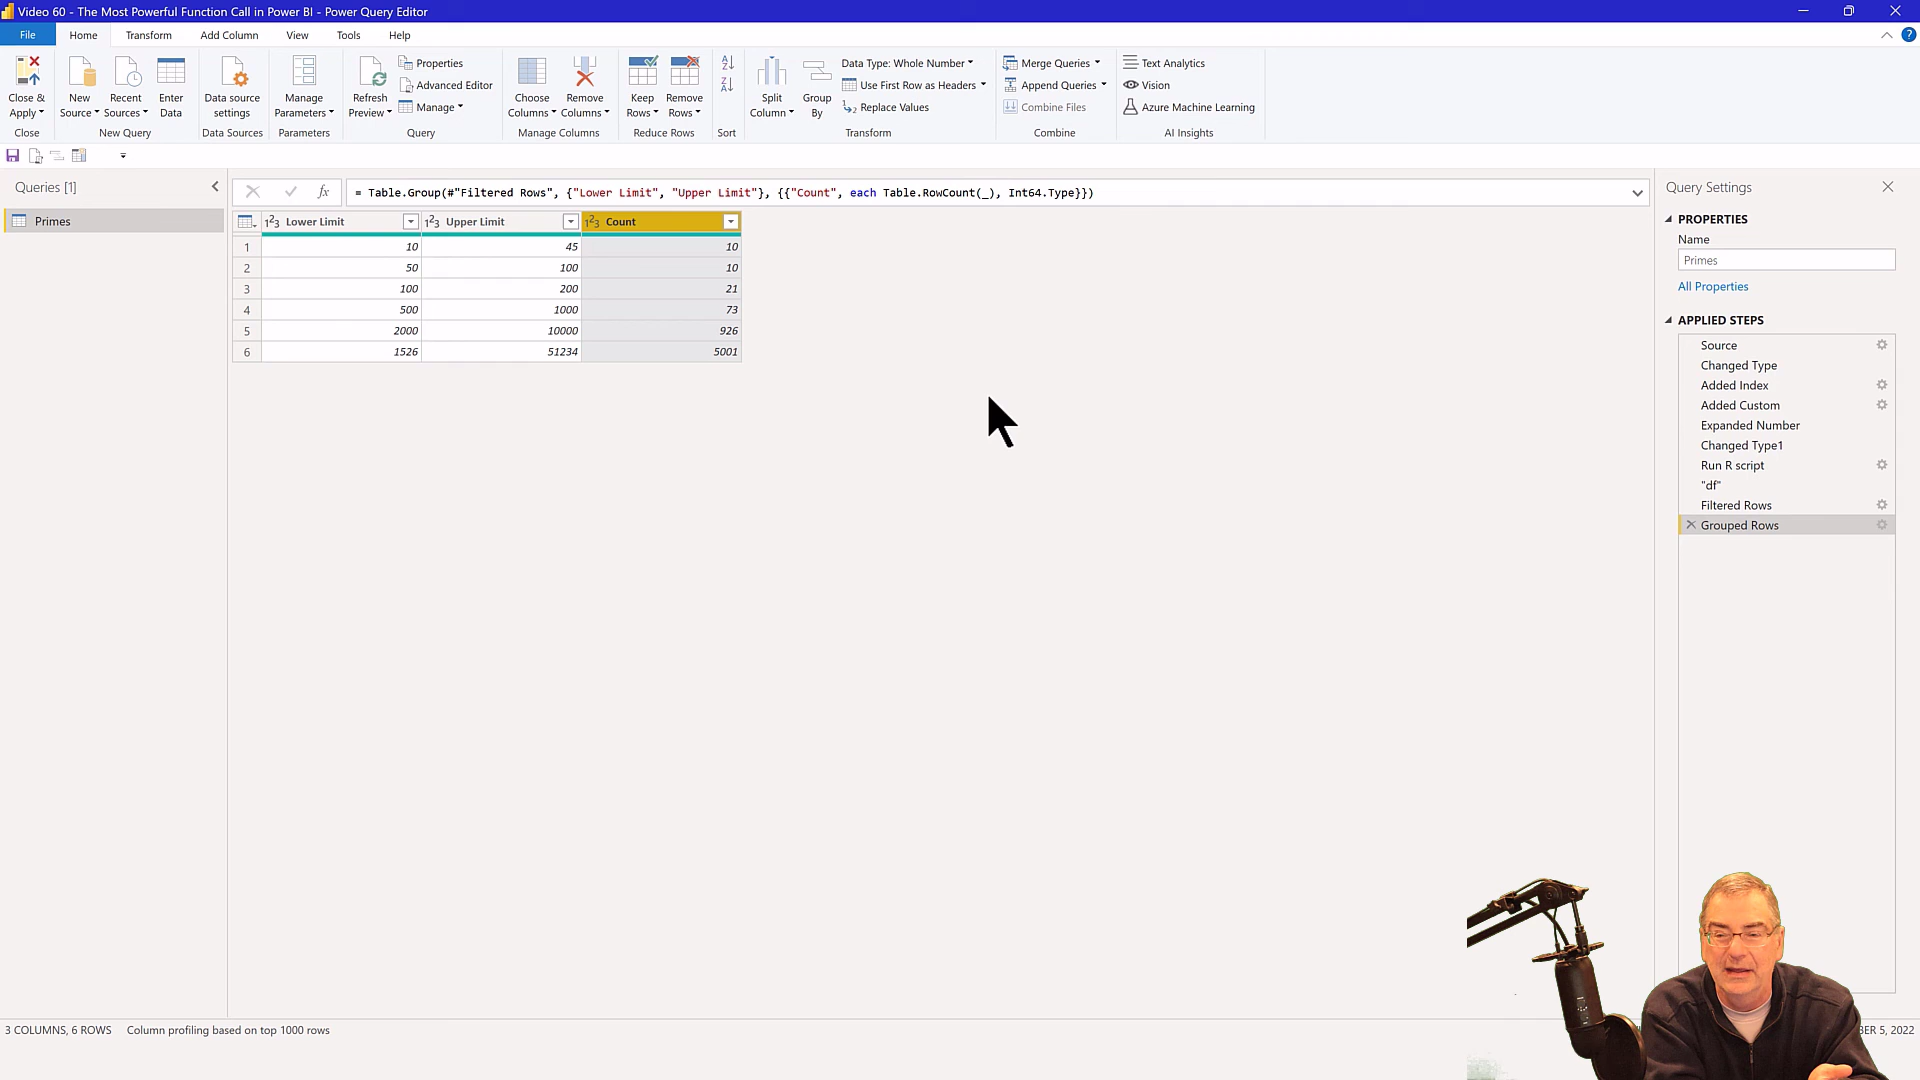 Video 60 - The Most Powerful Function Call in Power BI - Power Query Editor
File Home Transform Add Column View Tools Help
Close & Apply
New Source
Recent Sources
Enter Data
Data source settings
Manage Parameters
Refresh Preview
Properties
Advanced Editor
Manage
Choose Columns
Remove Columns
Keep Rows
Remove Rows
Split Column
Group By
Data Type: Whole Number
Use First Row as Headers
Replace Values
Merge Queries
Append Queries
Combine Files
Text Analytics
Vision
Azure Machine Learning
Close New Query Data Sources Parameters Query Manage Columns Reduce Rows Sort Transform Combine AI Insights
Queries [1]
Primes
fx = Table.Group(#"Filtered Rows", {"Lower Limit", "Upper Limit"}, {{"Count", each Table.RowCount(_), Int64.Type}})
123 Lower Limit 123 Upper Limit 123 Count
1 10 45 10
2 50 100 10
3 100 200 21
4 500 1000 73
5 2000 10000 926
6 1526 51234 5001
Query Settings
PROPERTIES
Name
Primes
All Properties
APPLIED STEPS
Source
Changed Type
Added Index
Added Custom
Expanded Number
Changed Type1
Run R script
"df"
Filtered Rows
Grouped Rows
3 COLUMNS, 6 ROWS Column profiling based on top 1000 rows
BER 5, 2022